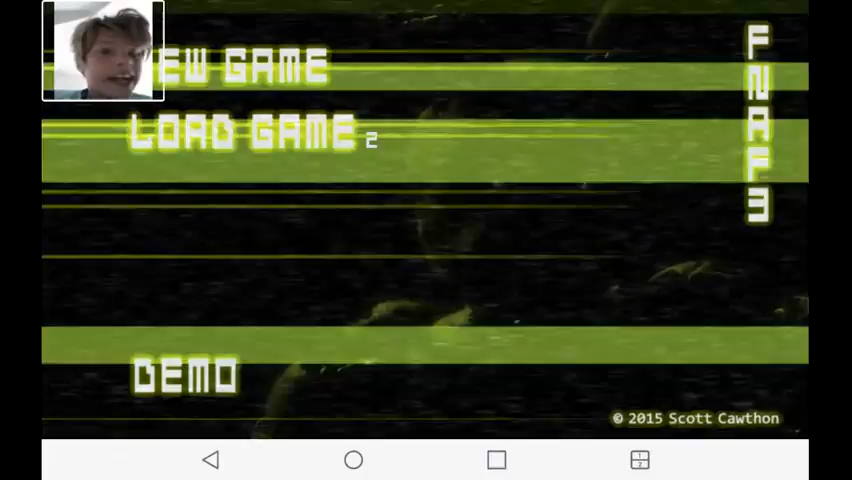 EW GAME
LOAD GAME 2
DEMO
FNAF3
© 2015 Scott Cawthon